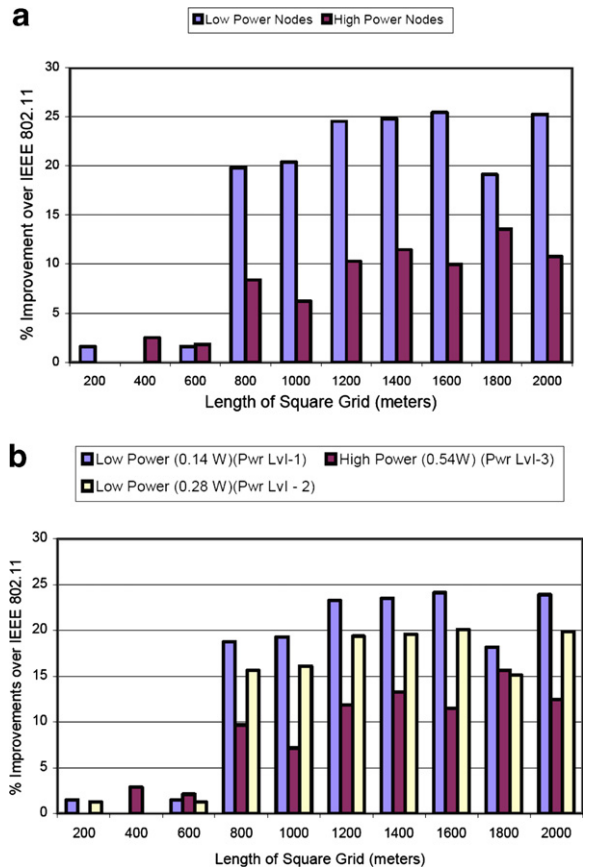 a
Low Power Nodes High Power Nodes
30
25
20
15
10
5
0
% Improvement over IEEE 802.11
200 400 600 800 1000 1200 1400 1600 1800 2000
Length of Square Grid (meters)
b
Low Power (0.14 W)(Pwr Lvl-1) High Power (0.54W) (Pwr Lvl-3)
Low Power (0.28 W)(Pwr Lvl - 2)
30
25
20
15
10
5
0
% Improvements over IEEE 802.11
200 400 600 800 1000 1200 1400 1600 1800 2000
Length of Square Grid (meters)